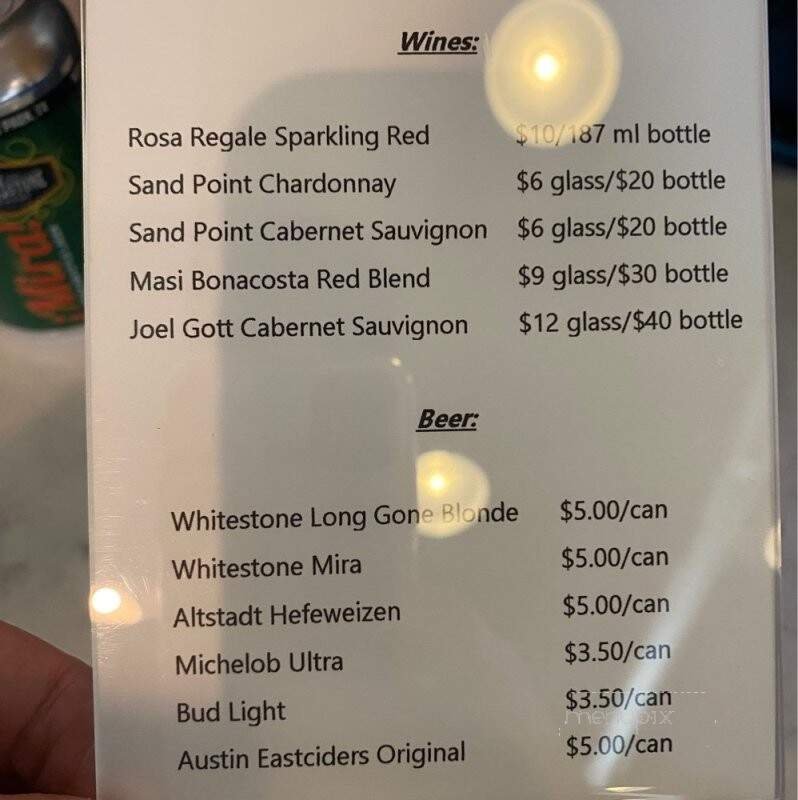 Wines:
Rosa Regale Sparkling Red $10/187 ml bottle
Sand Point Chardonnay $6 glass/$20 bottle
Sand Point Cabernet Sauvignon $6 glass/$20 bottle
Masi Bonacosta Red Blend $9 glass/$30 bottle
Joel Gott Cabernet Sauvignon $12 glass/$40 bottle
Beer:
Whitestone Long Gone Blonde $5.00/can
Whitestone Mira $5.00/can
Altstadt Hefeweizen $5.00/can
Michelob Ultra $3.50/can
Bud Light $3.50/can
menupix
Austin Eastciders Original $5.00/can
Mira